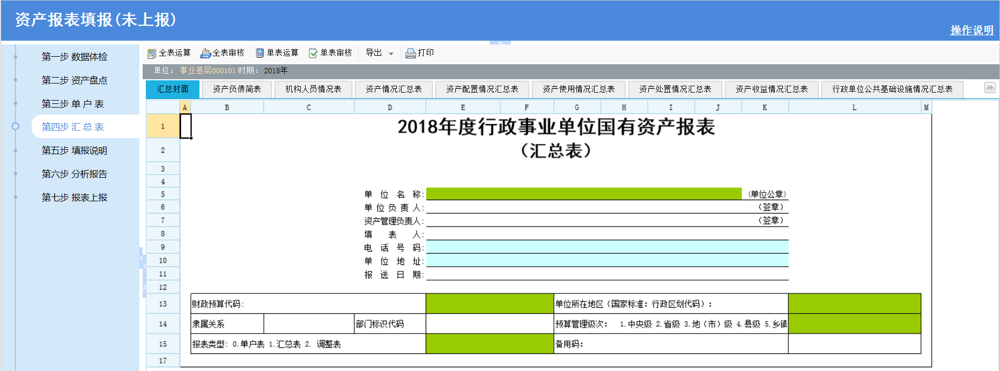 资产报表填报(未上报)
操作说明
第一步 数据体检
第二步 资产盘点
第三步 单 户 表
第四步 汇 总 表
第五步 填报说明
第六步 分析报告
第七步 报表上报
全表运算 全表审核 单表运算 单表审核 导出 打印
单位： 事业基层000101 时期： 2018年
汇总封面 资产负债简表 机构人员情况表 资产情况汇总表 资产配置情况汇总表 资产使用情况汇总表 资产处置情况汇总表 资产收益情况汇总表 行政单位公共基础设施情况汇总表
A B C D E F G H I J K L M
1 2018年度行政事业单位国有资产报表
2 （汇总表）
3
4
5 单 位 名 称: (单位公章)
6 单 位 负 责 人: （签章）
7 资产管理负责人: （签章）
8 填 表 人:
9 电 话 号 码:
10 单 位 地 址:
11 报 送 日 期:
12
13 财政预算代码: 单位所在地区（国家标准：行政区划代码）:
14 隶属关系 部门标识代码 预算管理级次: 1.中央级 2.省级 3.地（市）级 4.县级 5.乡镇
15 报表类型: 0.单户表 1.汇总表 2. 调整表 备用码:
17